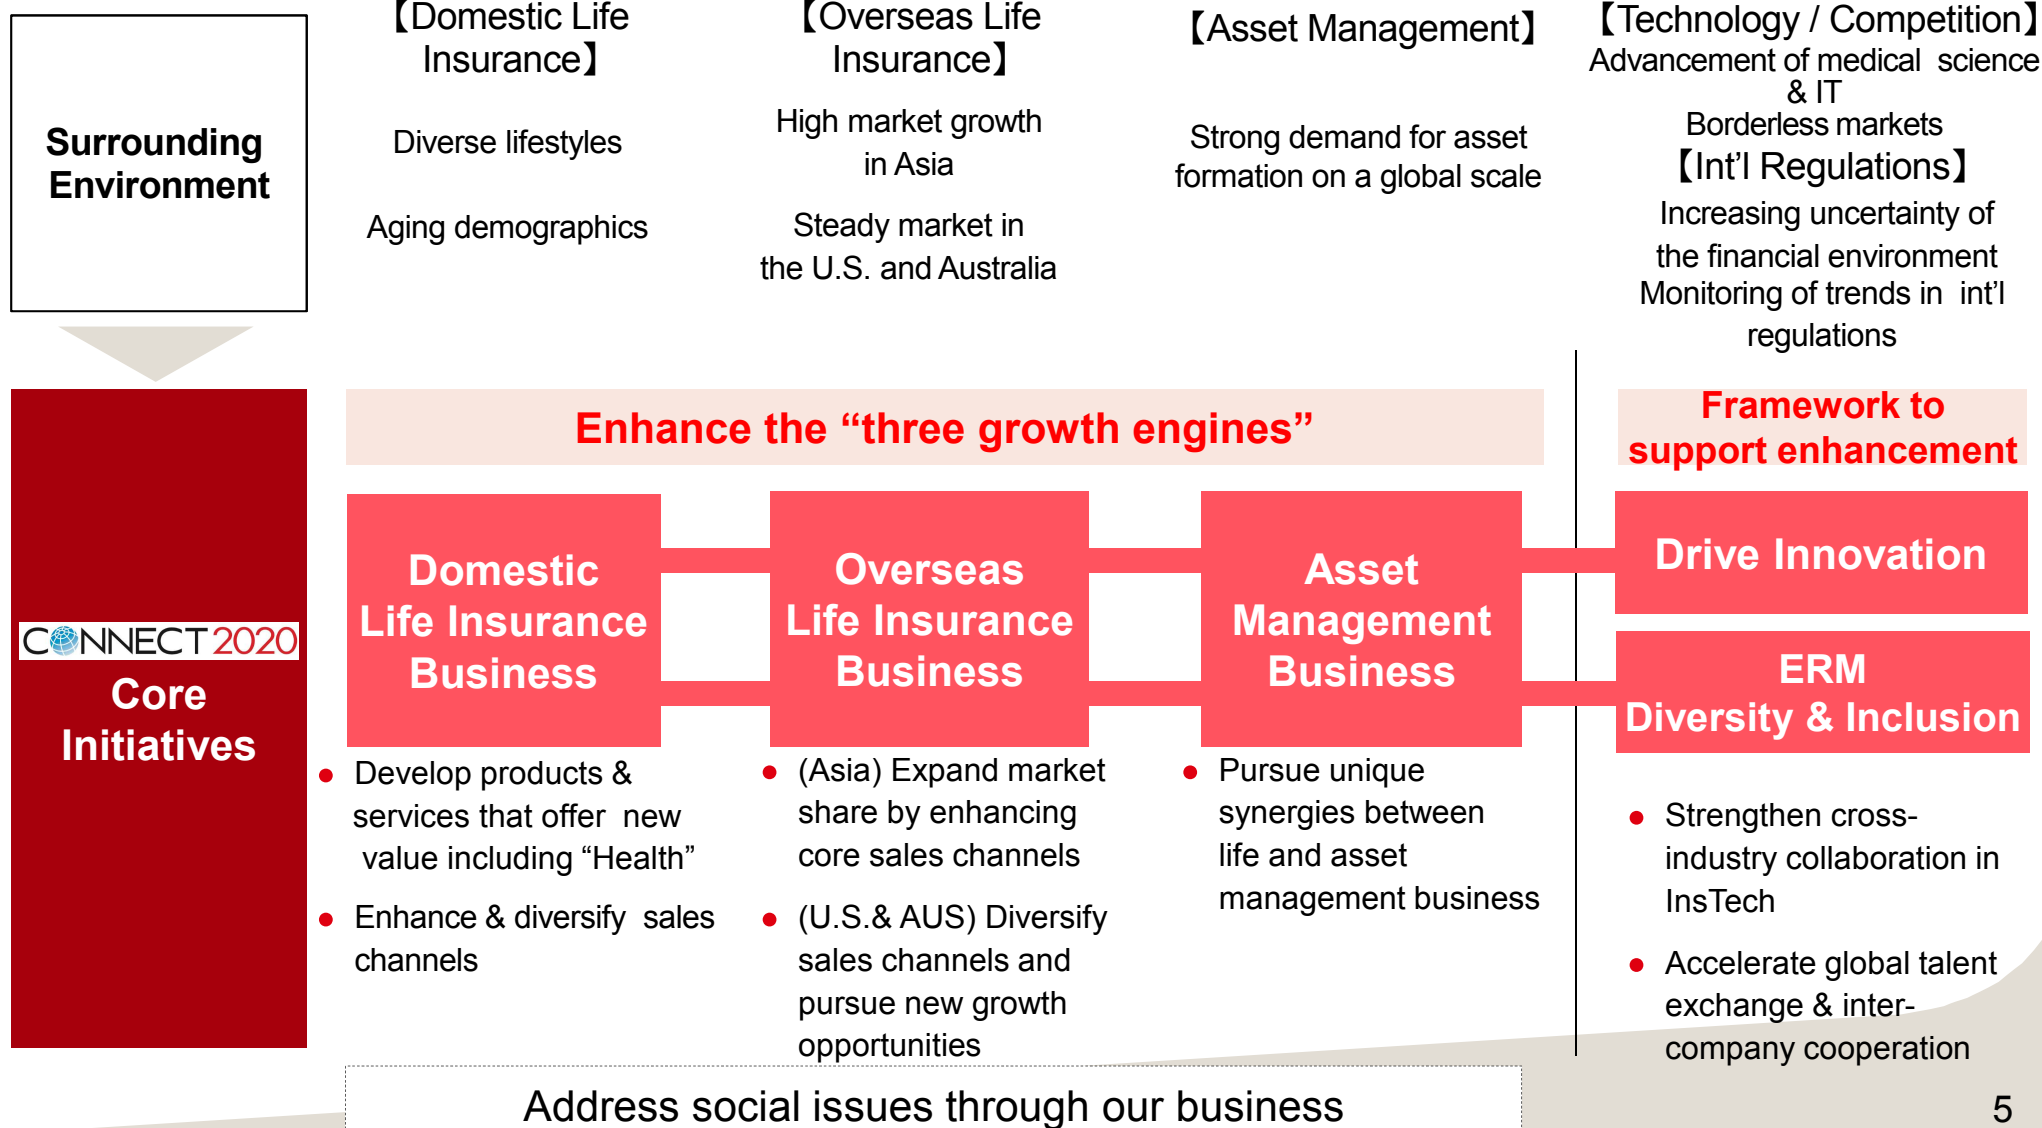 Surrounding
Environment
【Domestic Life
Insurance】
Diverse lifestyles
Aging demographics
【Overseas Life
Insurance】
High market growth
in Asia
Steady market in
the U.S. and Australia
【Asset Management】
Strong demand for asset
formation on a global scale
【Technology / Competition】
Advancement of medical science
& IT
Borderless markets
【Int’l Regulations】
Increasing uncertainty of
the financial environment
Monitoring of trends in int’l
regulations
CONNECT 2020
Core
Initiatives
Enhance the “three growth engines”
Framework to
support enhancement
Domestic
Life Insurance
Business
Overseas
Life Insurance
Business
Asset
Management
Business
Drive Innovation
ERM
Diversity & Inclusion
● Develop products &
services that offer new
value including “Health”
● Enhance & diversify sales
channels
● (Asia) Expand market
share by enhancing
core sales channels
● (U.S.& AUS) Diversify
sales channels and
pursue new growth
opportunities
● Pursue unique
synergies between
life and asset
management business
● Strengthen cross-
industry collaboration in
InsTech
● Accelerate global talent
exchange & inter-
company cooperation
Address social issues through our business
5